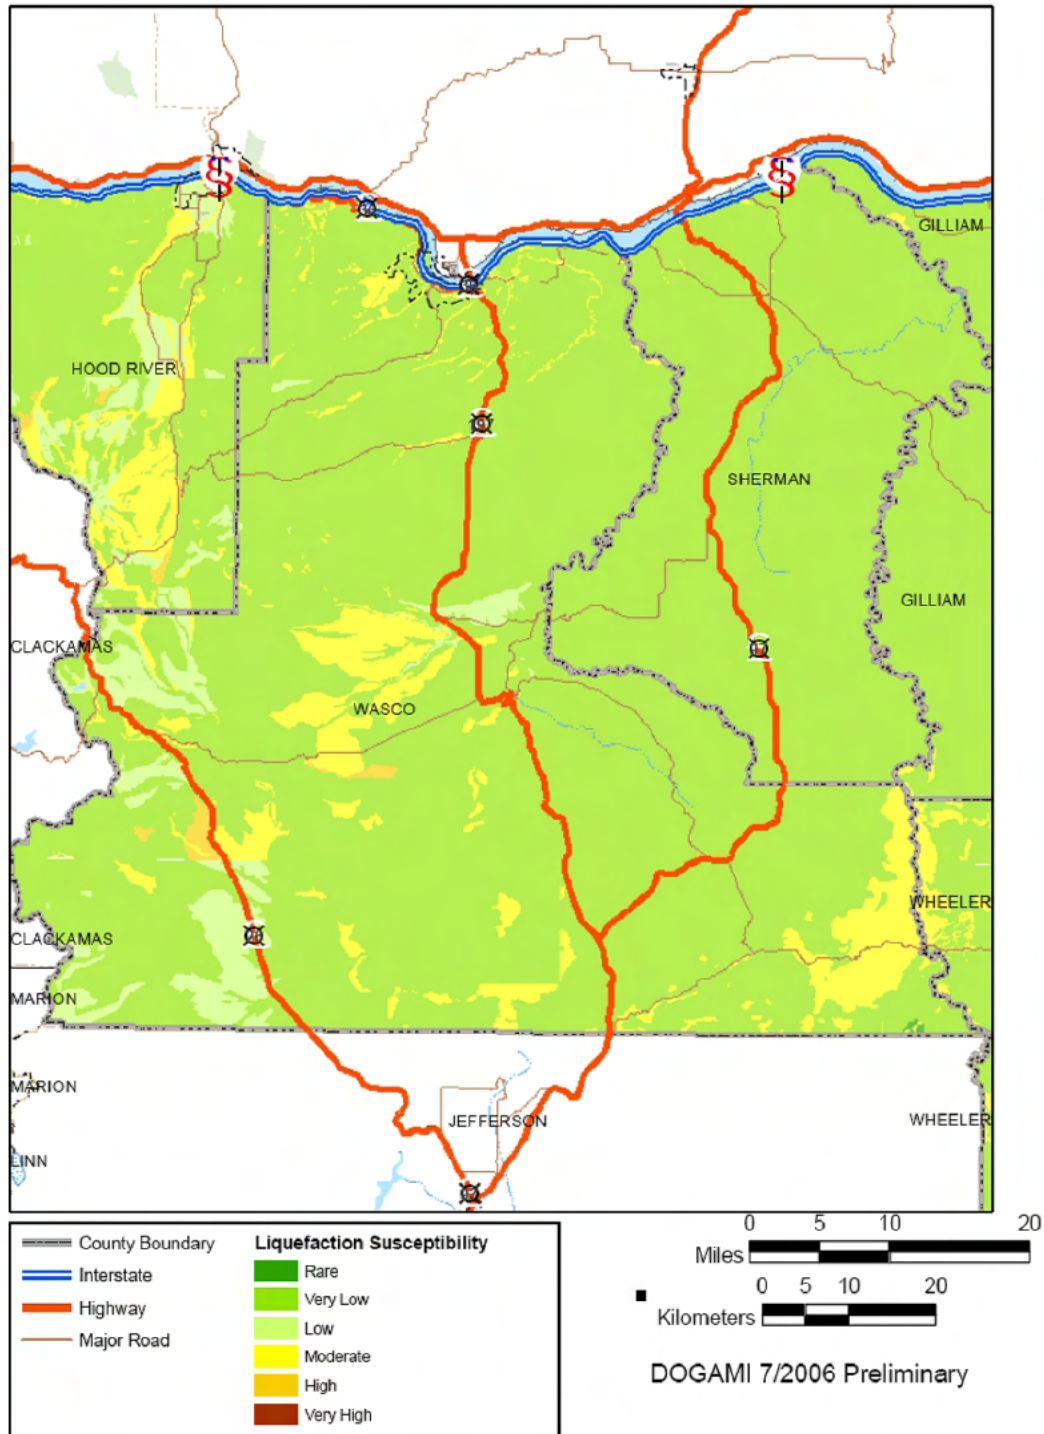 GILLIAM
HOOD RIVER
SHERMAN
GILLIAM
CLACKAMAS
WASCO
WHEELER
CLACKAMAS
MARION
MARION
JEFFERSON
WHEELER
LINN
County Boundary
Interstate
Highway
Major Road
Liquefaction Susceptibility
Rare
Very Low
Low
Moderate
High
Very High
0 5 10 20
Miles
0 5 10 20
Kilometers
DOGAMI 7/2006 Preliminary